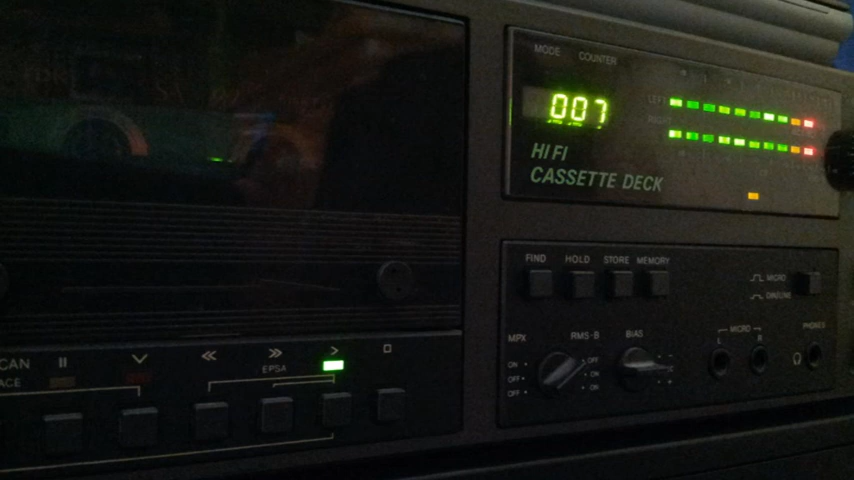 MODE COUNTER
007
LEFT
RIGHT
HI FI
CASSETTE DECK
FIND HOLD STORE MEMORY
MICRO
DIN/LINE
MPX RMS-B BIAS MICRO PHONES
L R
ON OFF
OFF ON
OFF ON
CAN
ACE
EPSA